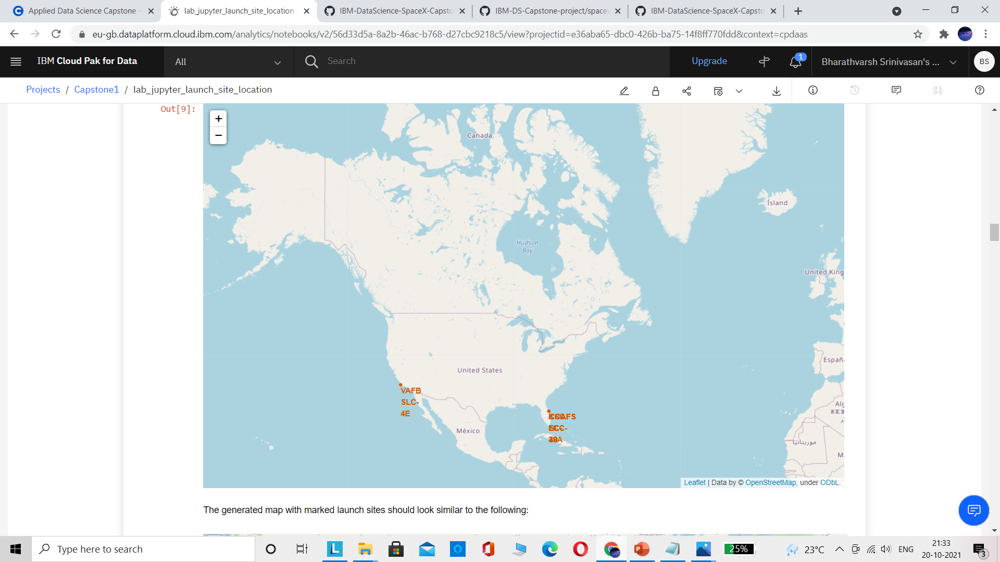 Applied Data Science Capstone -
lab_jupyter_launch_site_location
IBM-DataScience-SpaceX-Capsto
IBM-DS-Capstone-project/space
IBM-DataScience-SpaceX-Capsto
eu-gb.dataplatform.cloud.ibm.com/analytics/notebooks/v2/56d33d5a-8a2b-46ac-b768-d27cbc9218c5/view?projectid=e36aba65-dbc0-426b-ba75-14f8ff770fdd&context=cpdaas
IBM Cloud Pak for Data
All
Search
Upgrade
1
Bharathvarsh Srinivasan's ...
BS
Projects / Capstone1 / lab_jupyter_launch_site_location
Out[9]:
+
−
Canada
Ísland
Hudson
Bay
United King
España
United States
VAFB
SLC-
4E
México
موريتانيا
M
Leaflet | Data by © OpenStreetMap, under ODbL.
The generated map with marked launch sites should look similar to the following:
Type here to search
25%
23°C
ENG
21:33
20-10-2021
3